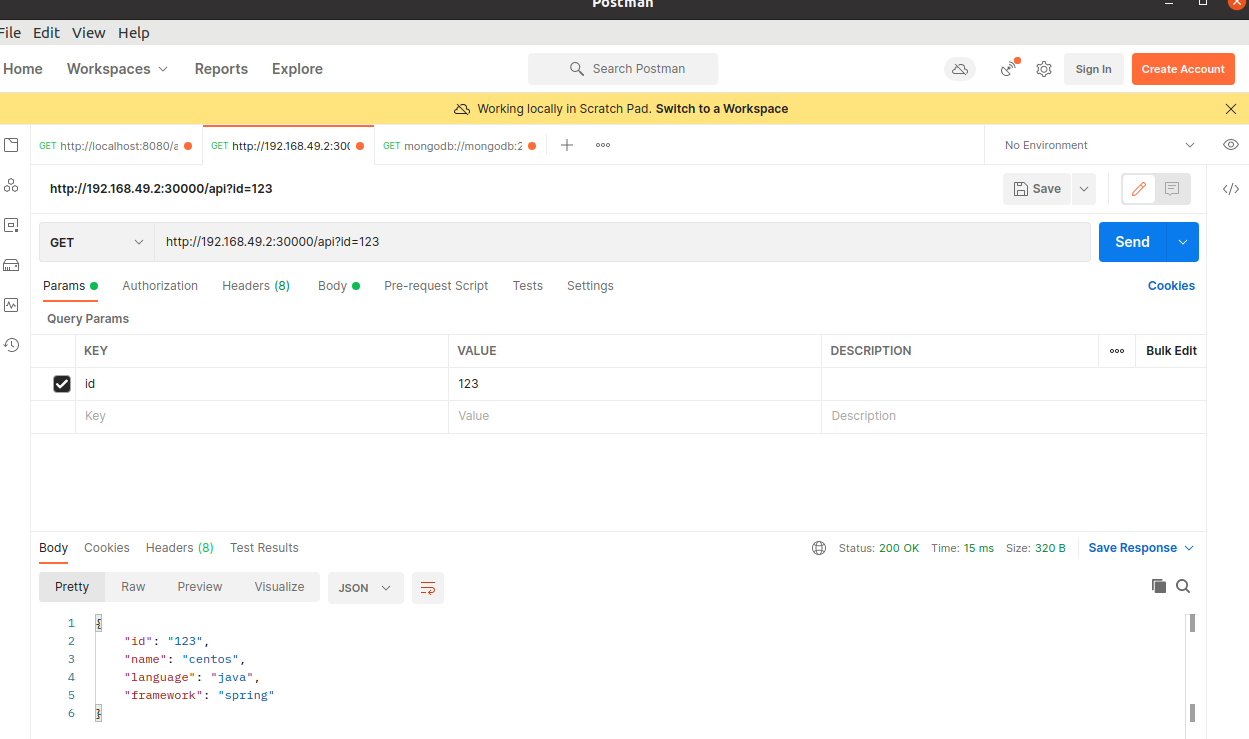 Postman
File Edit View Help
Home Workspaces Reports Explore Search Postman Sign In Create Account
Working locally in Scratch Pad. Switch to a Workspace
GET http://localhost:8080/a GET http://192.168.49.2:300 GET mongodb://mongodb:2 No Environment
http://192.168.49.2:30000/api?id=123 Save
GET http://192.168.49.2:30000/api?id=123 Send
Params Authorization Headers (8) Body Pre-request Script Tests Settings Cookies
Query Params
KEY VALUE DESCRIPTION Bulk Edit
id 123
Key Value Description
Body Cookies Headers (8) Test Results Status: 200 OK Time: 15 ms Size: 320 B Save Response
Pretty Raw Preview Visualize JSON
1 {
2 "id": "123",
3 "name": "centos",
4 "language": "java",
5 "framework": "spring"
6 }